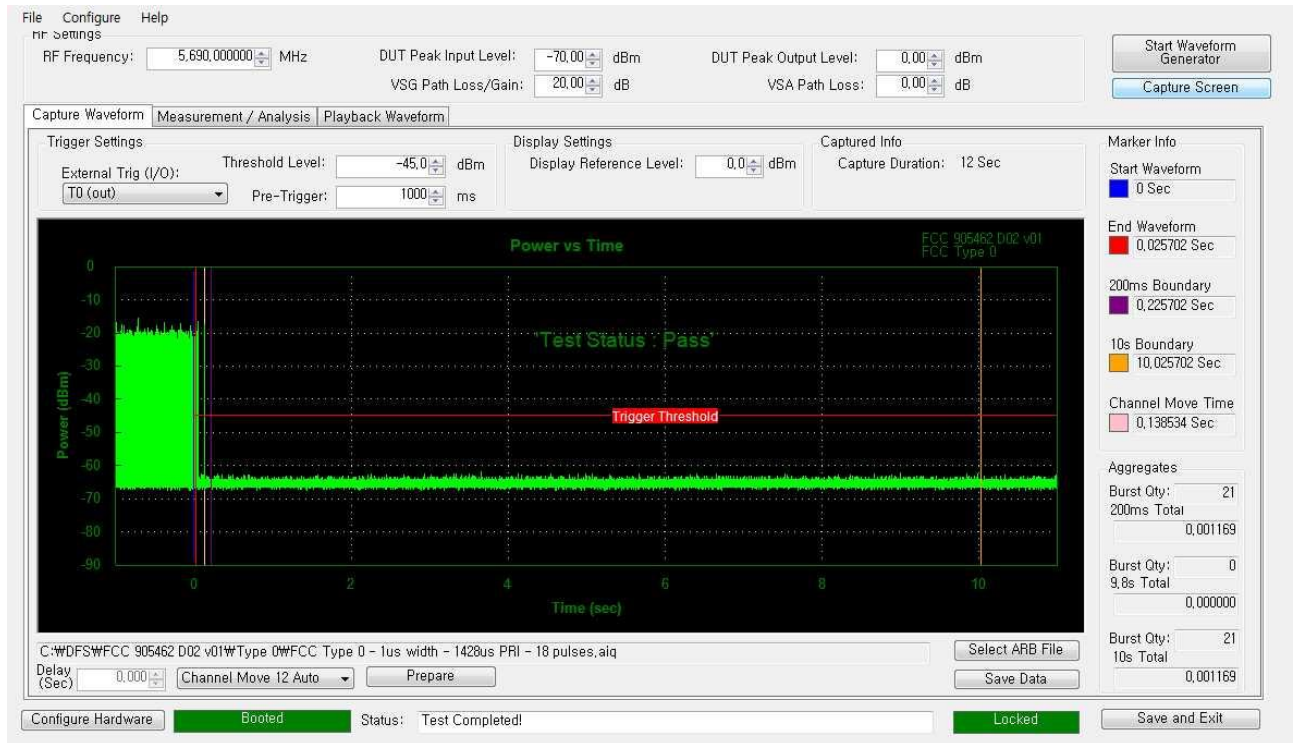 File Configure Help
RF Settings
RF Frequency: 5,690,000000 MHz
DUT Peak Input Level: -70,00 dBm
DUT Peak Output Level: 0,00 dBm
VSG Path Loss/Gain: 20,00 dB
VSA Path Loss: 0,00 dB
Start Waveform
Generator
Capture Screen
Capture Waveform Measurement / Analysis Playback Waveform
Trigger Settings
External Trig (I/O):
T0 (out)
Threshold Level: -45,0 dBm
Pre-Trigger: 1000 ms
Display Settings
Display Reference Level: 0,0 dBm
Captured Info
Capture Duration: 12 Sec
Power vs Time
FCC 905462 D02 v01
FCC Type 0
"Test Status : Pass"
Trigger Threshold
Power (dBm)
0
-10
-20
-30
-40
-50
-60
-70
-80
-90
0 2 4 6 8 10
Time (sec)
Marker Info
Start Waveform
0 Sec
End Waveform
0,025702 Sec
200ms Boundary
0,225702 Sec
10s Boundary
10,025702 Sec
Channel Move Time
0,138534 Sec
Aggregates
Burst Qty: 21
200ms Total
0,001169
Burst Qty: 0
9,8s Total
0,000000
Burst Qty: 21
10s Total
0,001169
C:₩DFS₩FCC 905462 D02 v01₩Type 0₩FCC Type 0 - 1us width - 1428us PRI - 18 pulses,aiq
Select ARB File
Delay
(Sec) 0,000
Channel Move 12 Auto
Prepare
Save Data
Configure Hardware
Booted
Status: Test Completed!
Locked
Save and Exit